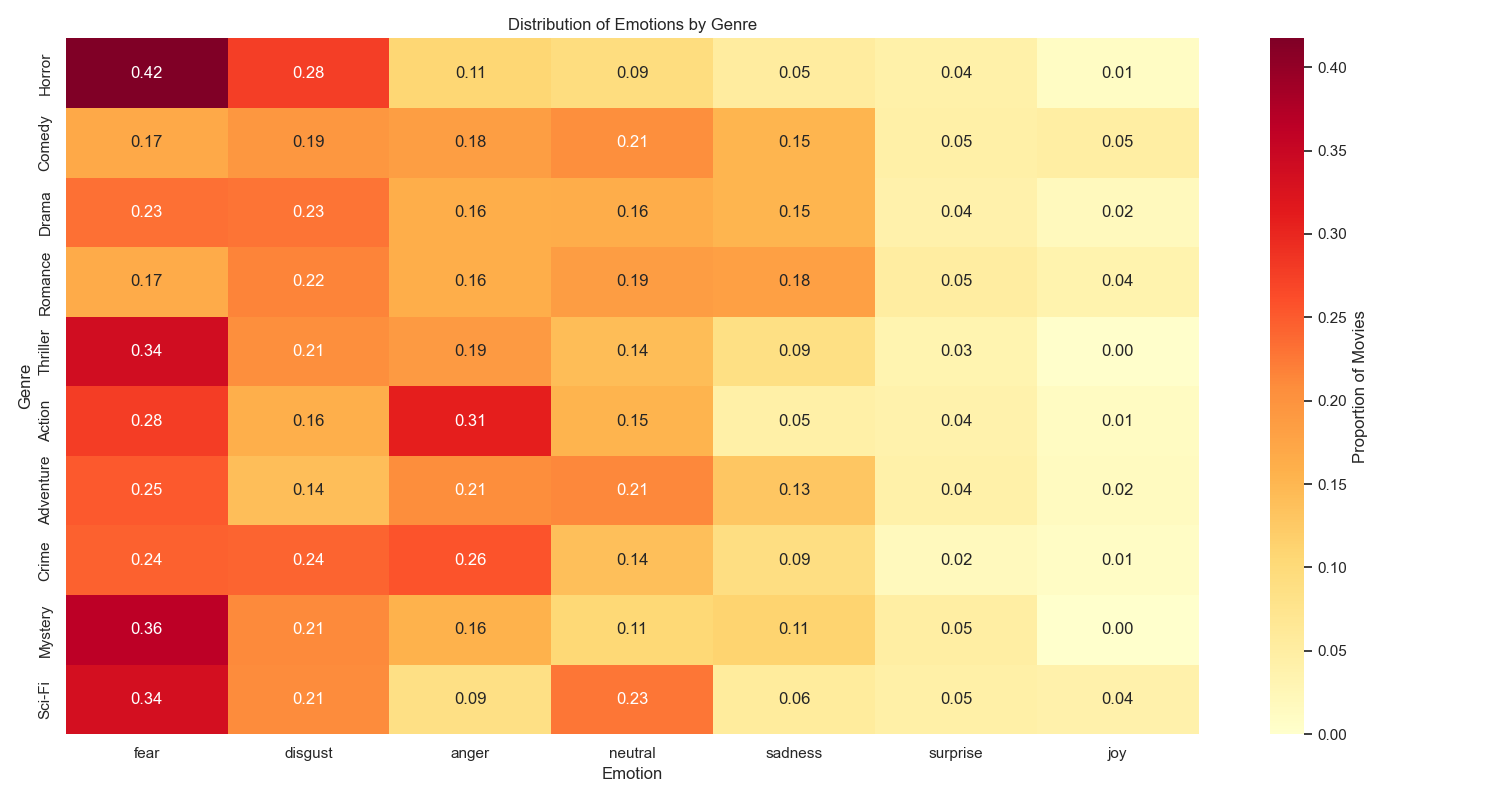 Distribution of Emotions by Genre
Horror 0.42 0.28 0.11 0.09 0.05 0.04 0.01
Comedy 0.17 0.19 0.18 0.21 0.15 0.05 0.05
Drama 0.23 0.23 0.16 0.16 0.15 0.04 0.02
Romance 0.17 0.22 0.16 0.19 0.18 0.05 0.04
Thriller 0.34 0.21 0.19 0.14 0.09 0.03 0.00
Action 0.28 0.16 0.31 0.15 0.05 0.04 0.01
Adventure 0.25 0.14 0.21 0.21 0.13 0.04 0.02
Crime 0.24 0.24 0.26 0.14 0.09 0.02 0.01
Mystery 0.36 0.21 0.16 0.11 0.11 0.05 0.00
Sci-Fi 0.34 0.21 0.09 0.23 0.06 0.05 0.04
Genre
fear disgust anger neutral sadness surprise joy
Emotion
0.40
0.35
0.30
0.25
0.20
0.15
0.10
0.05
0.00
Proportion of Movies